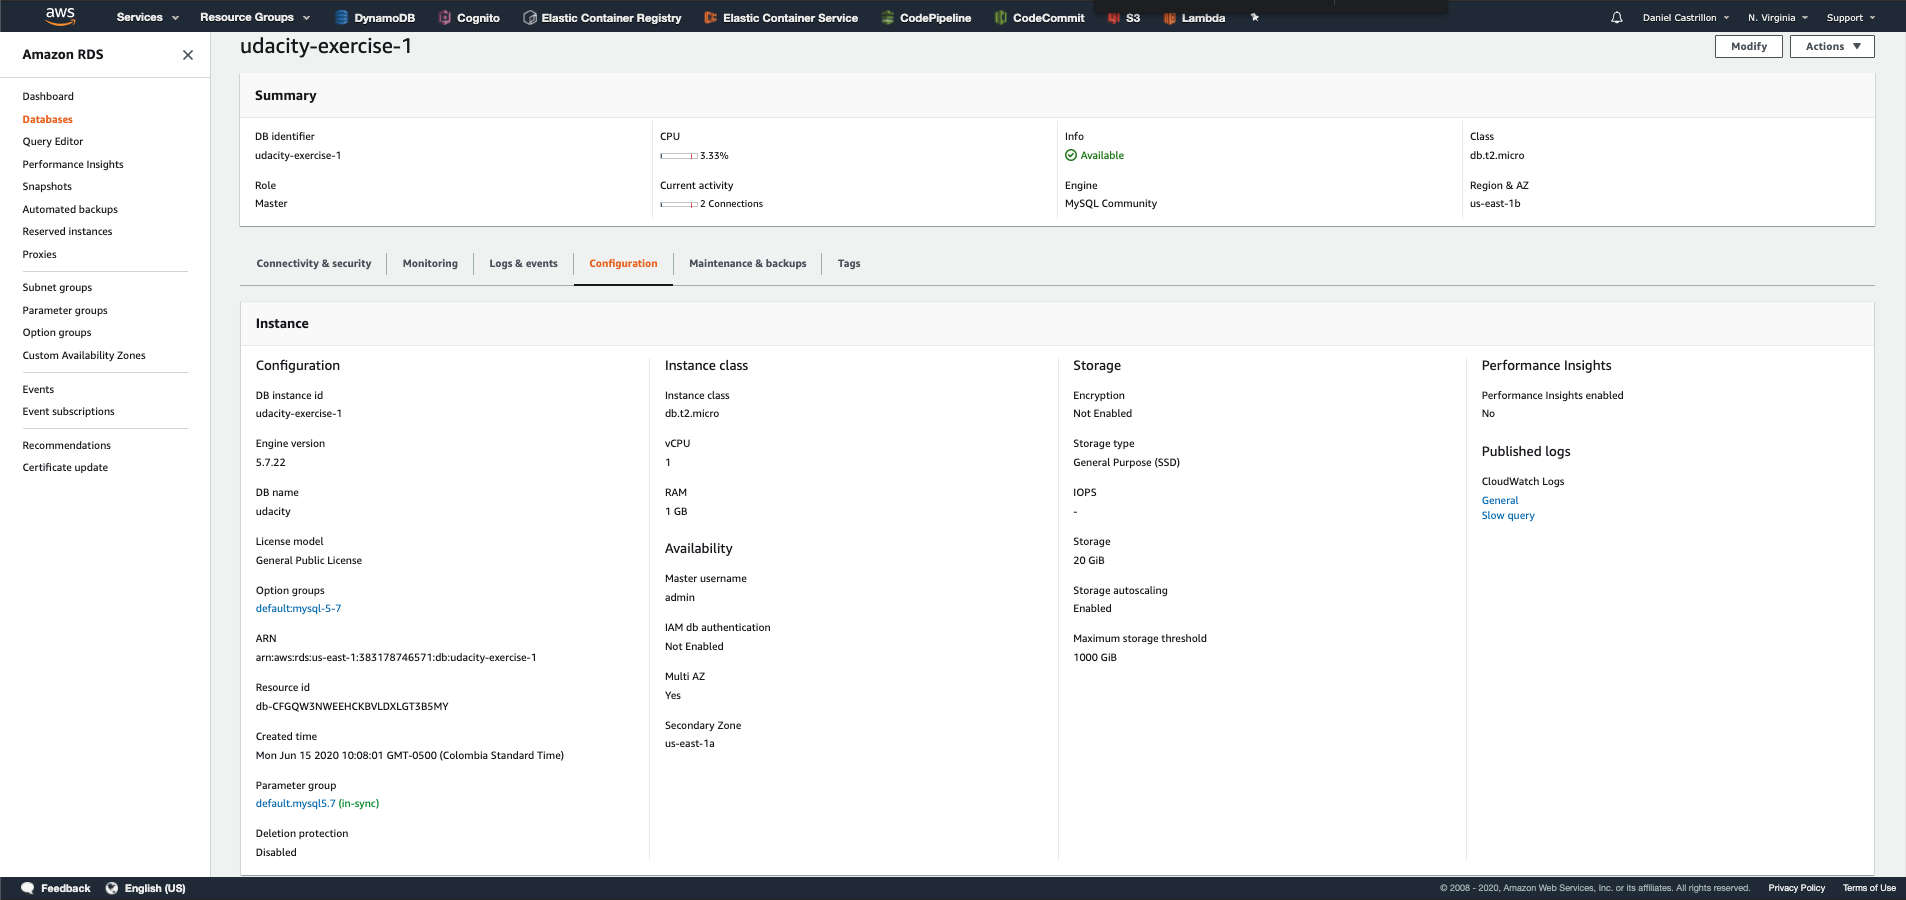 aws
Services
Resource Groups
DynamoDB
Cognito
Elastic Container Registry
Elastic Container Service
CodePipeline
CodeCommit
S3
Lambda
Daniel Castrillon
N. Virginia
Support
Amazon RDS
Dashboard
Databases
Query Editor
Performance Insights
Snapshots
Automated backups
Reserved instances
Proxies
Subnet groups
Parameter groups
Option groups
Custom Availability Zones
Events
Event subscriptions
Recommendations
Certificate update
udacity-exercise-1
Modify
Actions
Summary
DB identifier
udacity-exercise-1
Role
Master
CPU
3.33%
Current activity
2 Connections
Info
Available
Engine
MySQL Community
Class
db.t2.micro
Region & AZ
us-east-1b
Connectivity & security
Monitoring
Logs & events
Configuration
Maintenance & backups
Tags
Instance
Configuration
DB instance id
udacity-exercise-1
Engine version
5.7.22
DB name
udacity
License model
General Public License
Option groups
default:mysql-5-7
ARN
arn:aws:rds:us-east-1:383178746571:db:udacity-exercise-1
Resource id
db-CFGQW3NWEEHCKBVLDXLGT3B5MY
Created time
Mon Jun 15 2020 10:08:01 GMT-0500 (Colombia Standard Time)
Parameter group
default.mysql5.7 (in-sync)
Deletion protection
Disabled
Instance class
Instance class
db.t2.micro
vCPU
1
RAM
1 GB
Availability
Master username
admin
IAM db authentication
Not Enabled
Multi AZ
Yes
Secondary Zone
us-east-1a
Storage
Encryption
Not Enabled
Storage type
General Purpose (SSD)
IOPS
-
Storage
20 GiB
Storage autoscaling
Enabled
Maximum storage threshold
1000 GiB
Performance Insights
Performance Insights enabled
No
Published logs
CloudWatch Logs
General
Slow query
Feedback
English (US)
© 2008 - 2020, Amazon Web Services, Inc. or its affiliates. All rights reserved.
Privacy Policy
Terms of Use